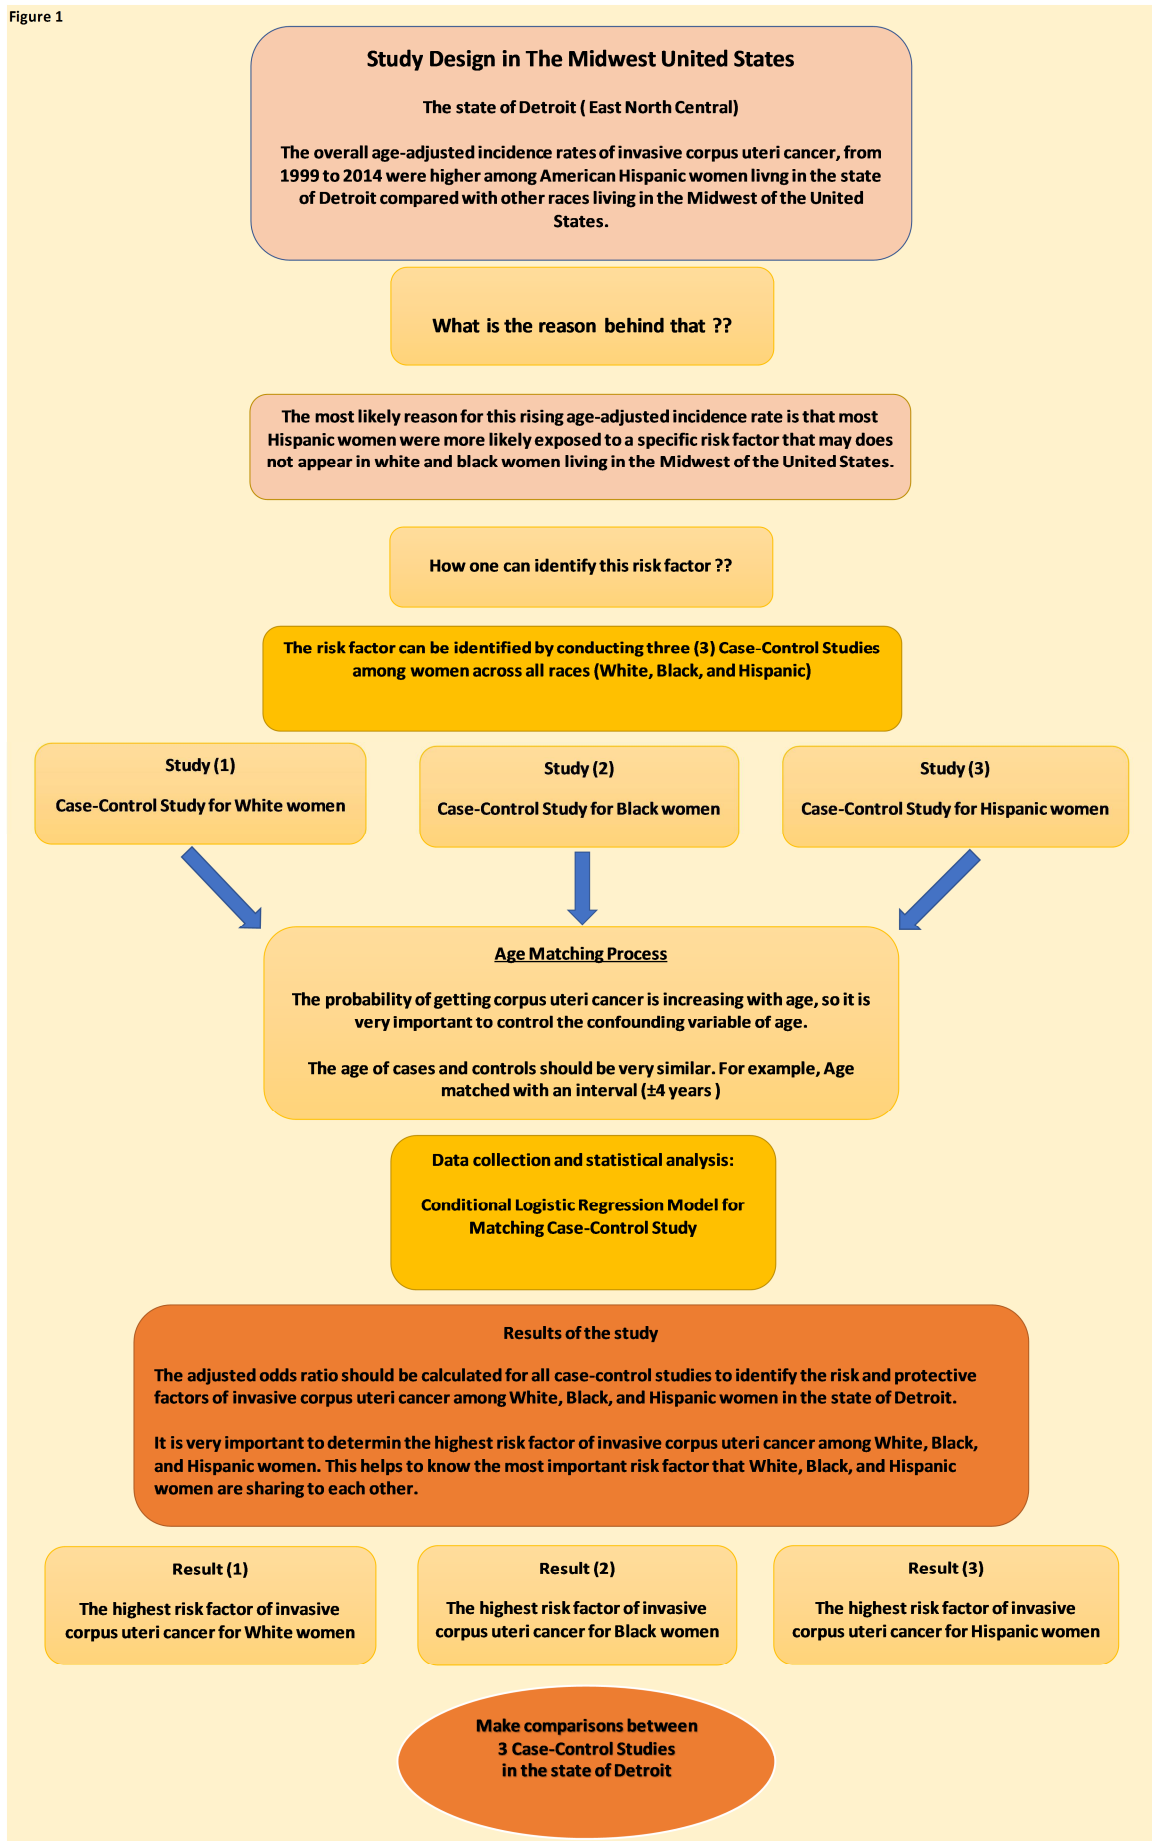 Figure 1
Study Design in The Midwest United States
The state of Detroit ( East North Central)
The overall age-adjusted incidence rates of invasive corpus uteri cancer, from
1999 to 2014 were higher among American Hispanic women livng in the state
of Detroit compared with other races living in the Midwest of the United
States.
What is the reason behind that ??
The most likely reason for this rising age-adjusted incidence rate is that most
Hispanic women were more likely exposed to a specific risk factor that may does
not appear in white and black women living in the Midwest of the United States.
How one can identify this risk factor ??
The risk factor can be identified by conducting three (3) Case-Control Studies
among women across all races (White, Black, and Hispanic)
Study (1)
Case-Control Study for White women
Study (2)
Case-Control Study for Black women
Study (3)
Case-Control Study for Hispanic women
Age Matching Process
The probability of getting corpus uteri cancer is increasing with age, so it is
very important to control the confounding variable of age.
The age of cases and controls should be very similar. For example, Age
matched with an interval (±4 years )
Data collection and statistical analysis:
Conditional Logistic Regression Model for
Matching Case-Control Study
Results of the study
The adjusted odds ratio should be calculated for all case-control studies to identify the risk and protective
factors of invasive corpus uteri cancer among White, Black, and Hispanic women in the state of Detroit.
It is very important to determin the highest risk factor of invasive corpus uteri cancer among White, Black,
and Hispanic women. This helps to know the most important risk factor that White, Black, and Hispanic
women are sharing to each other.
Result (1)
The highest risk factor of invasive
corpus uteri cancer for White women
Result (2)
The highest risk factor of invasive
corpus uteri cancer for Black women
Result (3)
The highest risk factor of invasive
corpus uteri cancer for Hispanic women
Make comparisons between
3 Case-Control Studies
in the state of Detroit